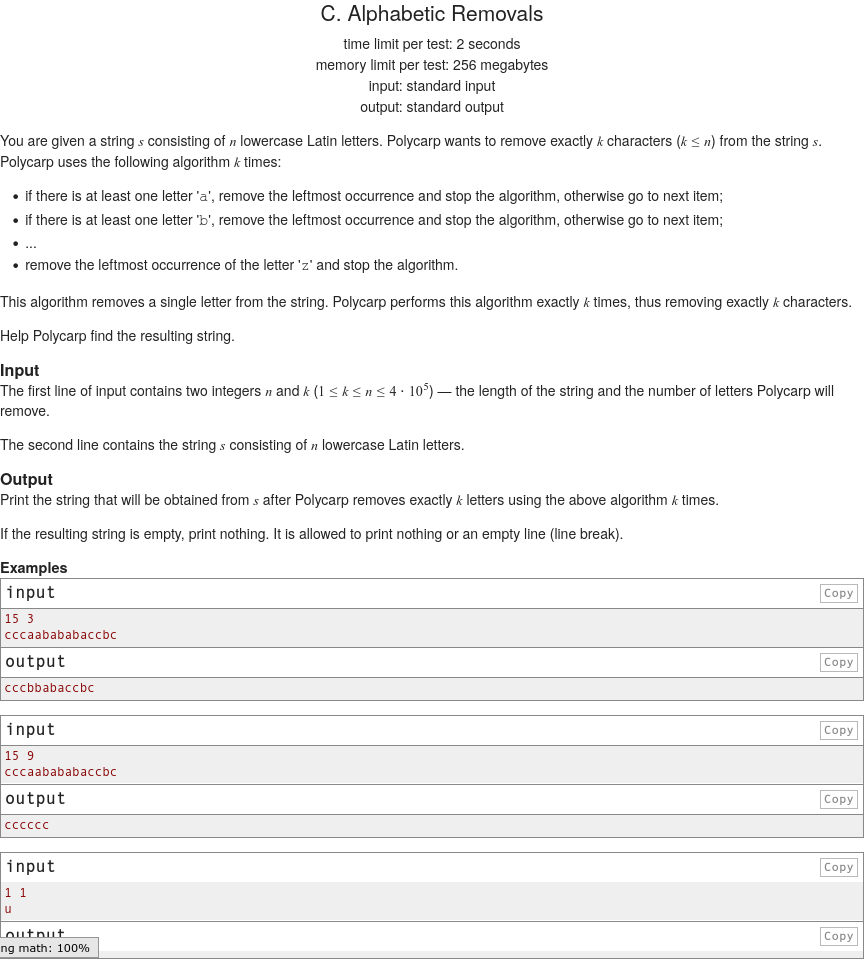 C. Alphabetic Removals
time limit per test: 2 seconds
memory limit per test: 256 megabytes
input: standard input
output: standard output
You are given a string s consisting of n lowercase Latin letters. Polycarp wants to remove exactly k characters (k ≤ n) from the string s.
Polycarp uses the following algorithm k times:
• if there is at least one letter 'a', remove the leftmost occurrence and stop the algorithm, otherwise go to next item;
• if there is at least one letter 'b', remove the leftmost occurrence and stop the algorithm, otherwise go to next item;
• ...
• remove the leftmost occurrence of the letter 'z' and stop the algorithm.
This algorithm removes a single letter from the string. Polycarp performs this algorithm exactly k times, thus removing exactly k characters.
Help Polycarp find the resulting string.
Input
The first line of input contains two integers n and k (1 ≤ k ≤ n ≤ 4 · 10⁵) — the length of the string and the number of letters Polycarp will
remove.
The second line contains the string s consisting of n lowercase Latin letters.
Output
Print the string that will be obtained from s after Polycarp removes exactly k letters using the above algorithm k times.
If the resulting string is empty, print nothing. It is allowed to print nothing or an empty line (line break).
Examples
input Copy
15 3
cccaabababaccbc
output Copy
cccbbabaccbc
input Copy
15 9
cccaabababaccbc
output Copy
cccccc
input Copy
1 1
u
output Copy
ng math: 100%